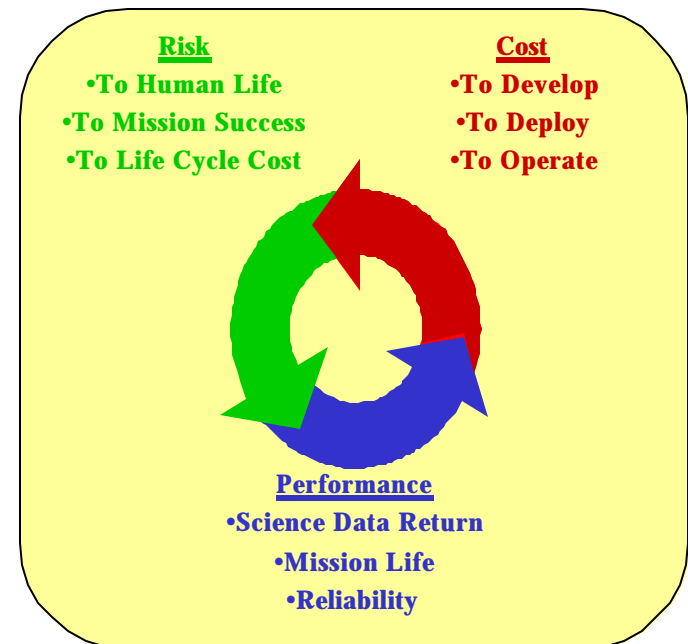 Risk
•To Human Life
•To Mission Success
•To Life Cycle Cost
Cost
•To Develop
•To Deploy
•To Operate
Performance
•Science Data Return
•Mission Life
•Reliability